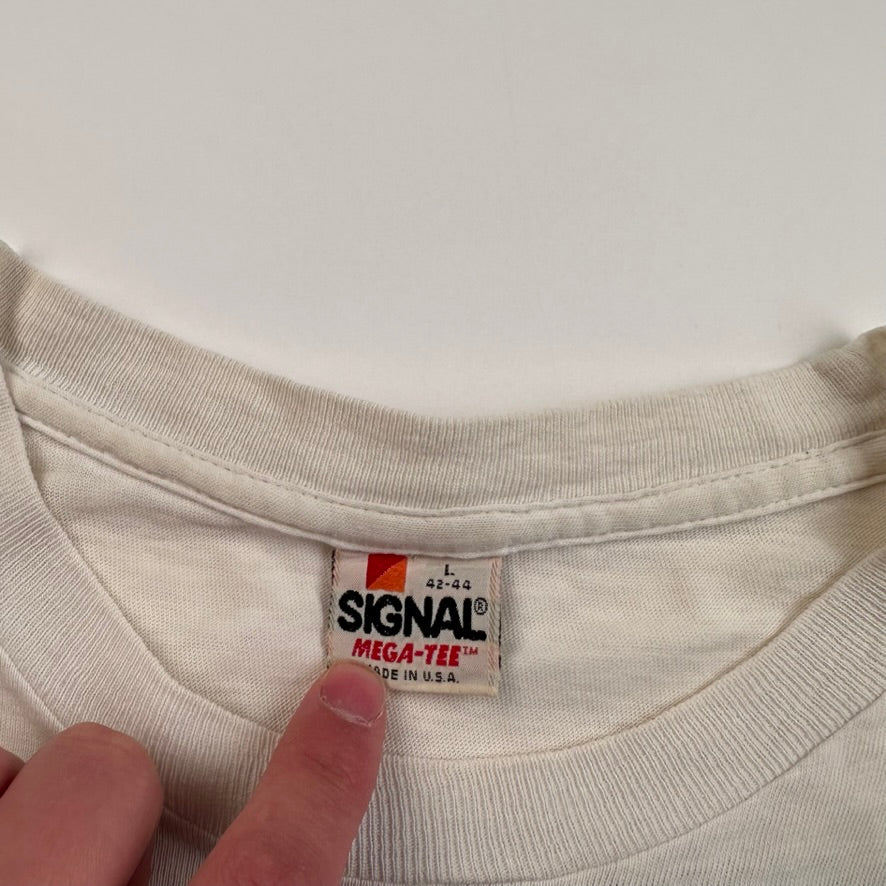 L
42-44
SIGNAL®
MEGA-TEE™
ADE IN U.S.A.